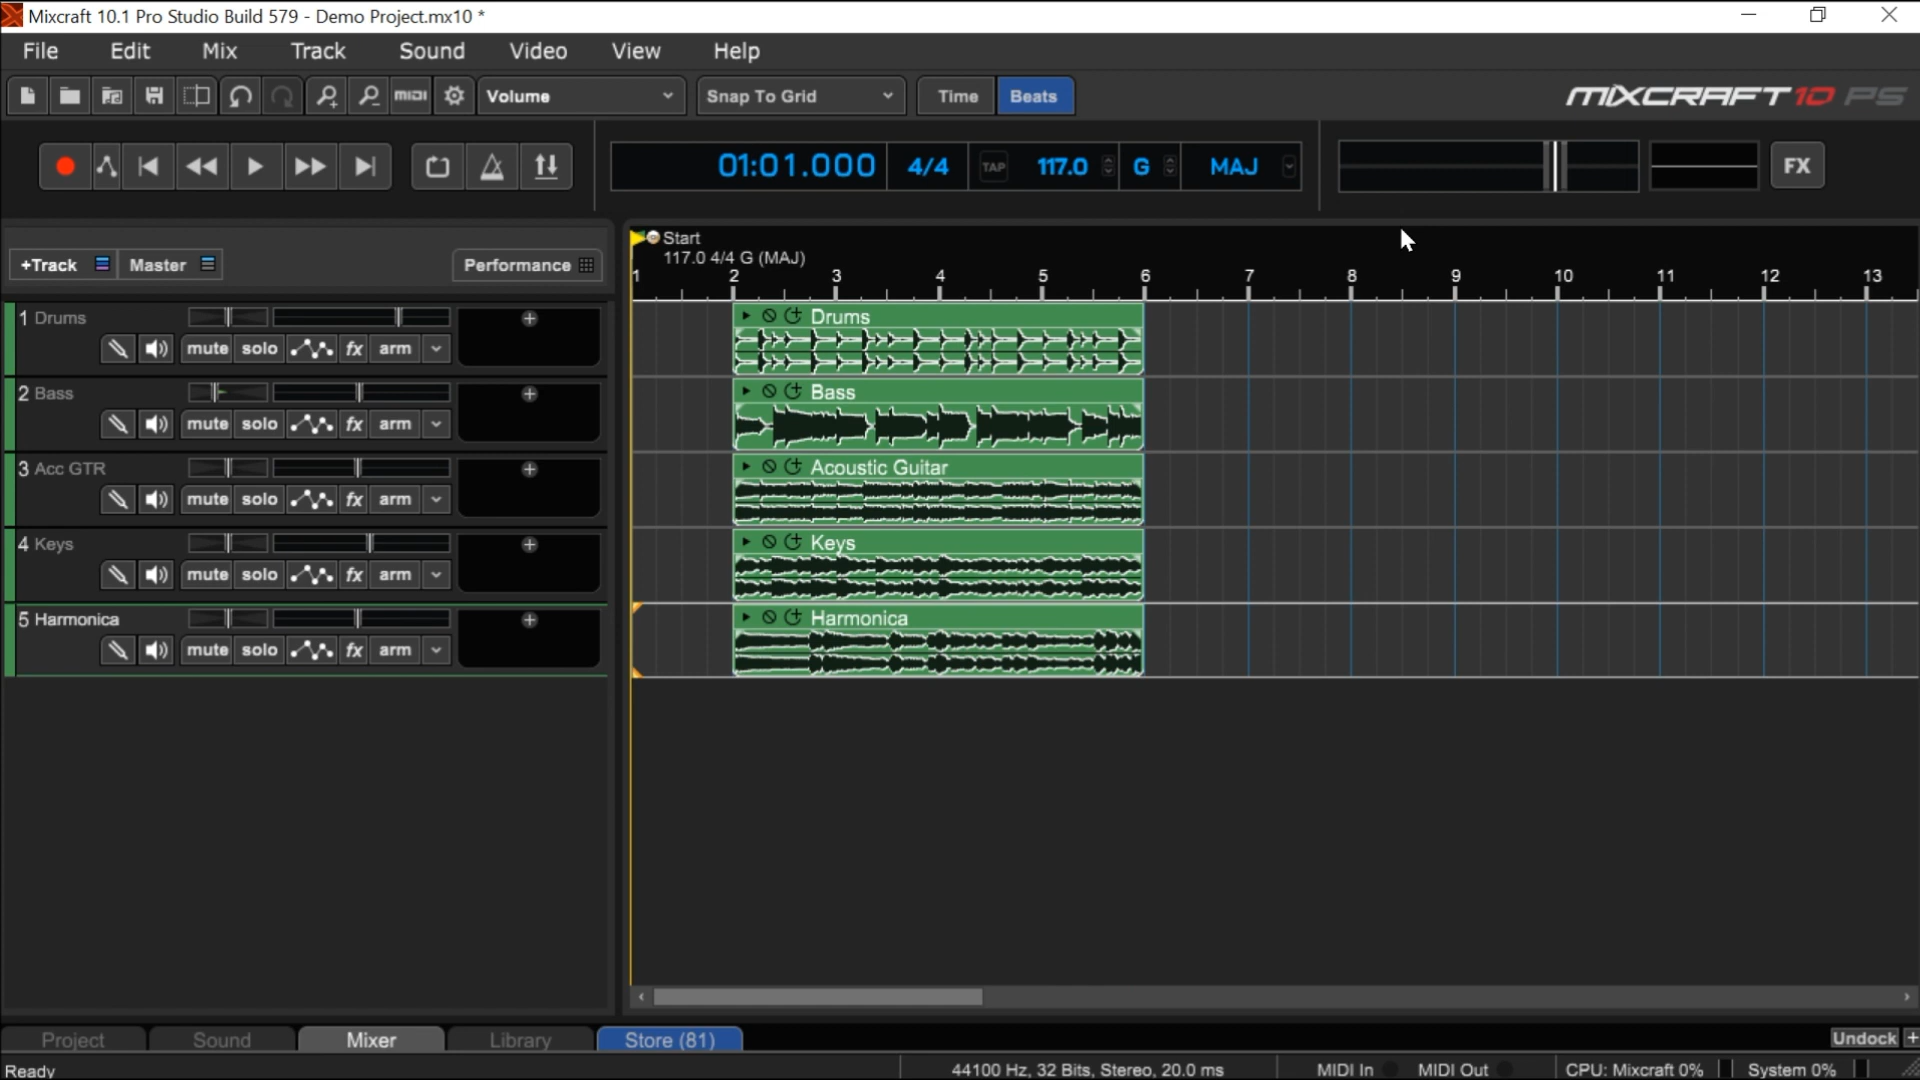 Mixcraft 10.1 Pro Studio Build 579 - Demo Project.mx10 *
File Edit Mix Track Sound Video View Help
MIDI Volume Snap To Grid Time Beats MIXCRAFT 10 PS
01:01.000 4/4 TAP 117.0 G MAJ FX
Start
+Track Master Performance 117.0 4/4 G (MAJ)
1 2 3 4 5 6 7 8 9 10 11 12 13
1 Drums
mute solo fx arm
Drums
2 Bass
mute solo fx arm
Bass
3 Acc GTR
mute solo fx arm
Acoustic Guitar
4 Keys
mute solo fx arm
Keys
5 Harmonica
mute solo fx arm
Harmonica
Project Sound Mixer Library Store (81) Undock +
Ready 44100 Hz, 32 Bits, Stereo, 20.0 ms MIDI In MIDI Out CPU: Mixcraft 0% System 0%